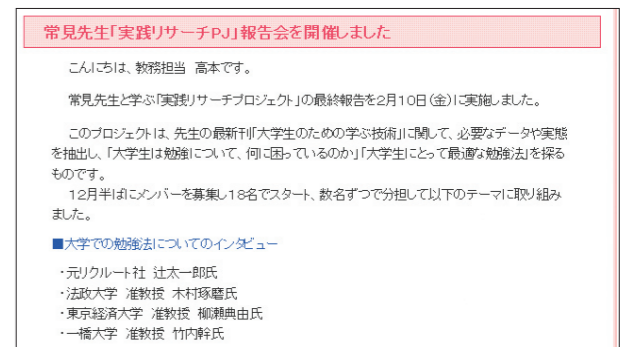 常見先生「実践リサーチPJ」報告会を開催しました
こんにちは、教務担当 高本です。
常見先生と学ぶ「実践リサーチプロジェクト」の最終報告を2月10日(金)に実施しました。
このプロジェクトは、先生の最新刊「大学生のための学ぶ技術」に関して、必要なデータや実態
を抽出し、「大学生は勉強について、何に困っているのか」「大学生にとって最適な勉強法」を探る
ものです。
12月半ばにメンバーを募集し18名でスタート、数名ずつで分担して以下のテーマに取り組み
ました。
■大学での勉強法についてのインタビュー
・元リクルート社 辻太一郎氏
・法政大学 准教授 木村琢磨氏
・東京経済大学 准教授 柳瀬典由氏
・一橋大学 准教授 竹内幹氏